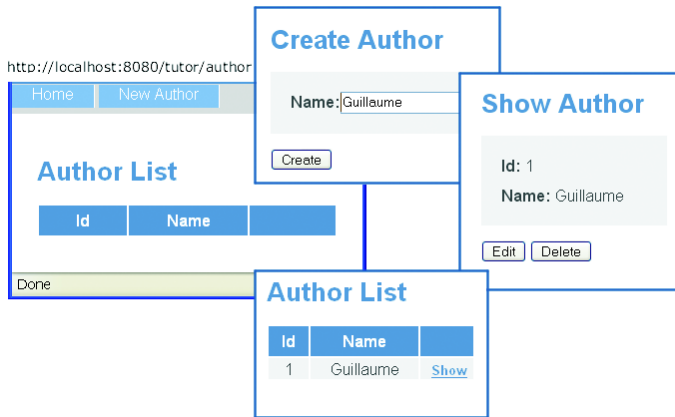 http://localhost:8080/tutor/author
Home New Author
Author List
Id Name
Done
Create Author
Name: Guillaume
Create
Show Author
Id: 1
Name: Guillaume
Edit Delete
Author List
Id Name
1 Guillaume Show